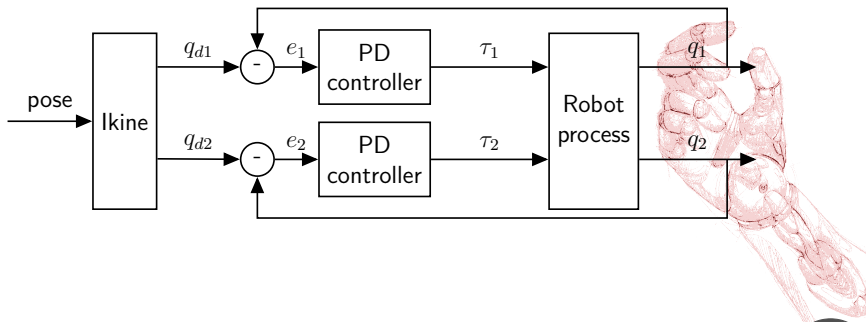 q_{d1}
-
e_1
PD
controller
τ_1
q_1
pose
Ikine
Robot
process
q_{d2}
-
e_2
PD
controller
τ_2
q_2